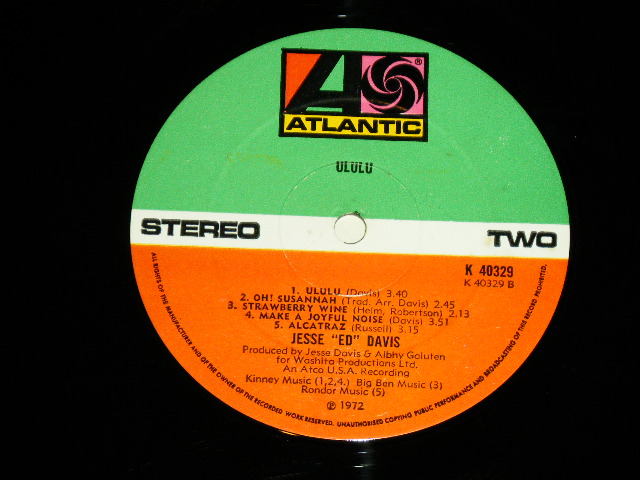 ®
ATLANTIC
ULULU
STEREO TWO
K 40329
K 40329 B
1. ULULU (Davis) 3.40
2. OH! SUSANNAH (Trad. Arr. Davis) 2.45
3. STRAWBERRY WINE (Helm, Robertson) 2.13
4. MAKE A JOYFUL NOISE (Davis) 3.51
5. ALCATRAZ (Russell) 3.15
JESSE "ED" DAVIS
Produced by Jesse Davis & Albhy Goluten
for Washita Productions Ltd.
An Atco U.S.A. Recording
Kinney Music (1,2,4.) Big Ben Music (3)
Rondor Music (5)
℗ 1972
ALL RIGHTS OF THE MANUFACTURER AND OF THE OWNER OF THE RECORDED WORK RESERVED. UNAUTHORISED COPYING PUBLIC PERFORMANCE AND BROADCASTING OF THIS RECORD PROHIBITED.